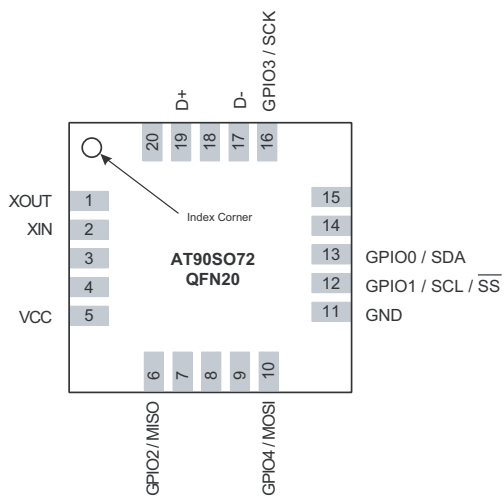 D+
D-
GPIO3 / SCK
20
19
18
17
16
XOUT
1
XIN
2
3
4
VCC
5
Index Corner
AT90SO72
QFN20
15
14
13
GPIO0 / SDA
12
GPIO1 / SCL / SS
11
GND
6
7
8
9
10
GPIO2 / MISO
GPIO4 / MOSI